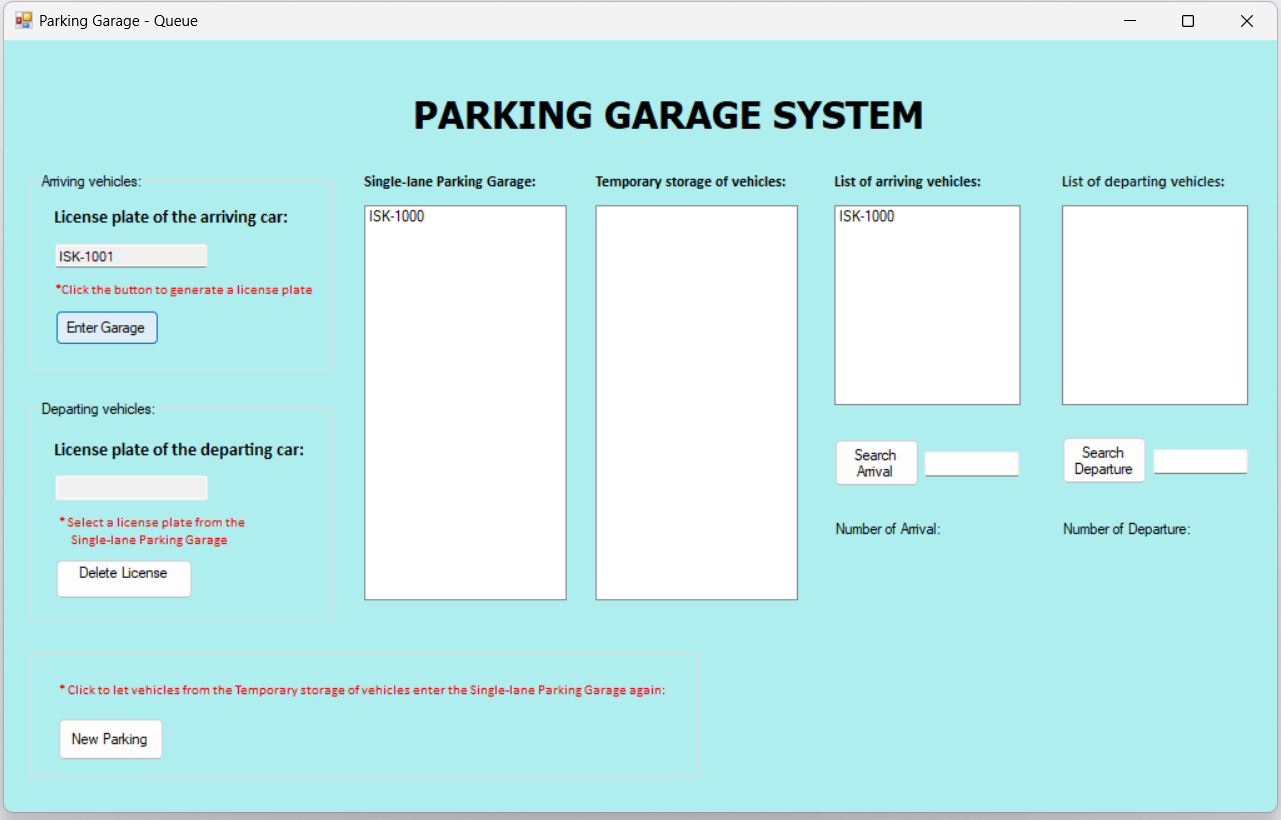 Parking Garage - Queue
PARKING GARAGE SYSTEM
Arriving vehicles:
License plate of the arriving car:
ISK-1001
*Click the button to generate a license plate
Enter Garage
Departing vehicles:
License plate of the departing car:
* Select a license plate from the
Single-lane Parking Garage
Delete License
Single-lane Parking Garage:
ISK-1000
Temporary storage of vehicles:
List of arriving vehicles:
ISK-1000
Search
Arrival
Number of Arrival:
List of departing vehicles:
Search
Departure
Number of Departure:
* Click to let vehicles from the Temporary storage of vehicles enter the Single-lane Parking Garage again:
New Parking